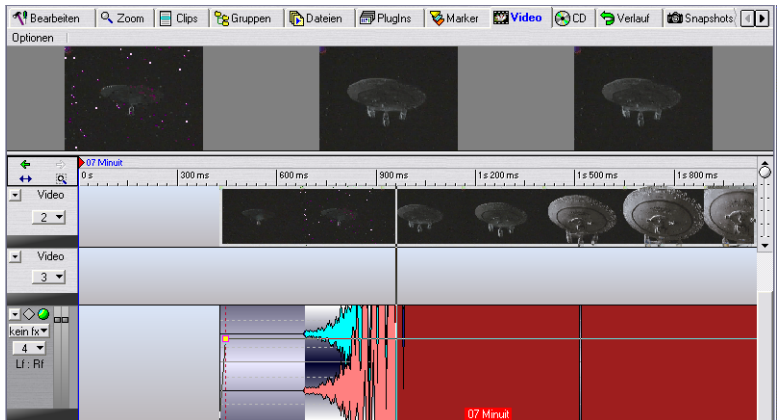 Bearbeiten Zoom Clips Gruppen Dateien PlugIns Marker Video CD Verlauf Snapshots
Optionen
07 Minuit
0 s 300 ms 600 ms 900 ms 1 s 200 ms 1 s 500 ms 1 s 800 ms
Video
2
Video
3
kein fx
4
Lf : Rf
07 Minuit